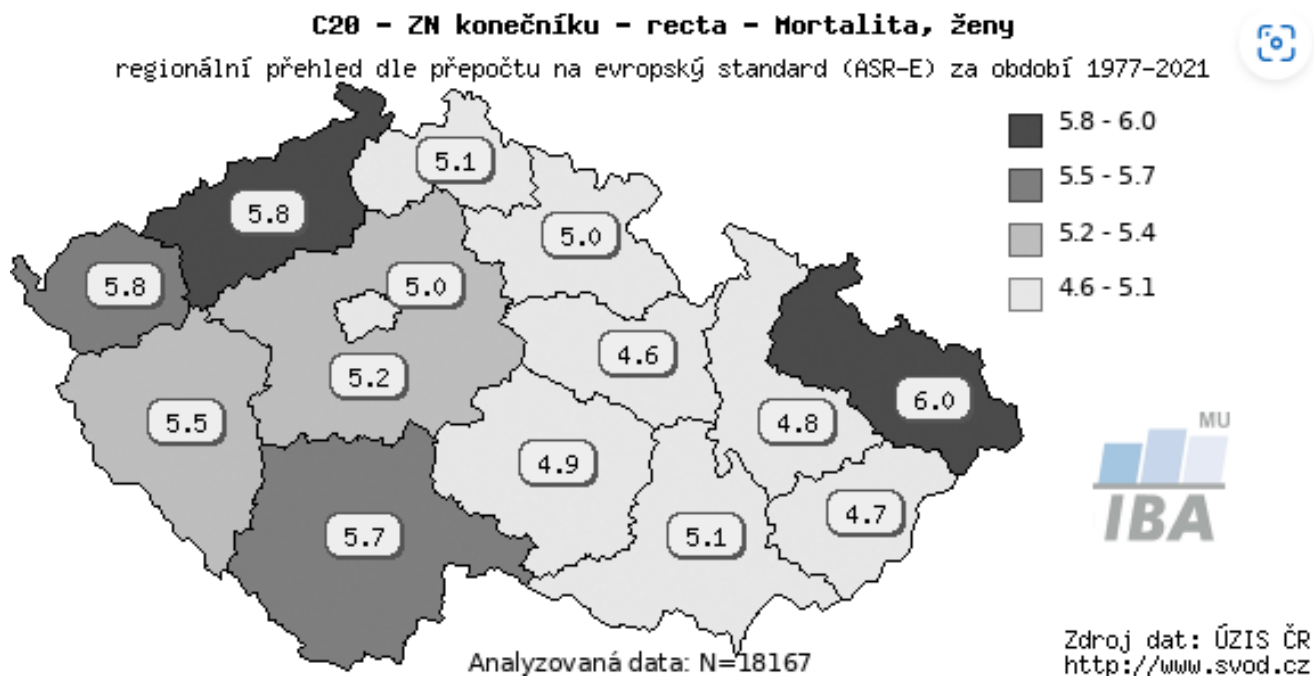 C20 - ZN konečníku - recta - Mortalita, ženy
regionální přehled dle přepočtu na evropský standard (ASR-E) za období 1977-2021
5.8 - 6.0
5.5 - 5.7
5.2 - 5.4
4.6 - 5.1
5.1
5.8
5.0
5.8
5.0
4.6
5.2
6.0
5.5
4.8
4.9
4.7
5.7
5.1
MU
IBA
Analyzovaná data: N=18167
Zdroj dat: ÚZIS ČR
http://www.svod.cz